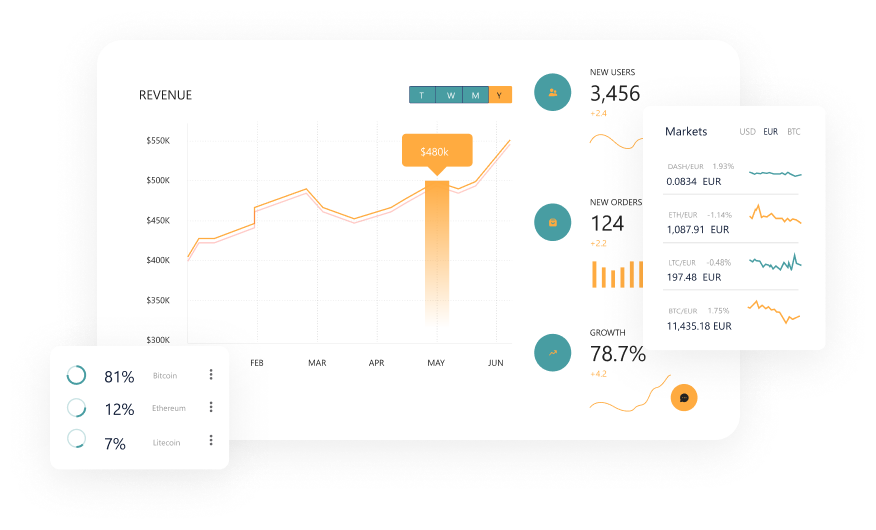 REVENUE
T W M Y
$550K
$500K
$450K
$400K
$350K
$300K
$480k
FEB MAR APR MAY JUN
NEW USERS
3,456
+2.4
NEW ORDERS
124
+2.2
GROWTH
78.7%
+4.2
Markets USD EUR BTC
DASH/EUR 1.93%
0.0834 EUR
ETH/EUR -1.14%
1,087.91 EUR
LTC/EUR -0.48%
197.48 EUR
BTC/EUR 1.75%
11,435.18 EUR
81% Bitcoin
12% Ethereum
7% Litecoin